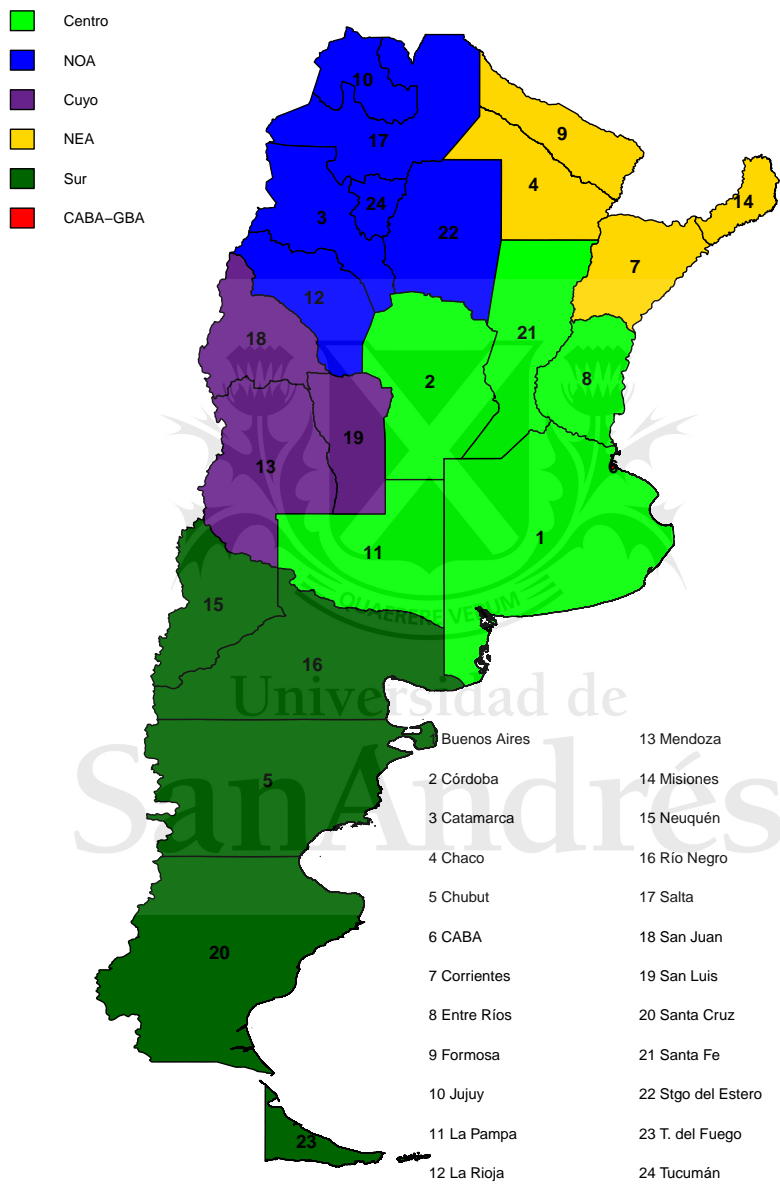 Centro
NOA
Cuyo
NEA
Sur
CABA–GBA
10
9
17
4
14
24
3
22
7
12
21
18
2
8
19
13
6
1
11
QUAERERE VERUM
15
16
Universidad de
SanAndrés
5
20
23
1 Buenos Aires
2 Córdoba
3 Catamarca
4 Chaco
5 Chubut
6 CABA
7 Corrientes
8 Entre Ríos
9 Formosa
10 Jujuy
11 La Pampa
12 La Rioja
13 Mendoza
14 Misiones
15 Neuquén
16 Río Negro
17 Salta
18 San Juan
19 San Luis
20 Santa Cruz
21 Santa Fe
22 Stgo del Estero
23 T. del Fuego
24 Tucumán